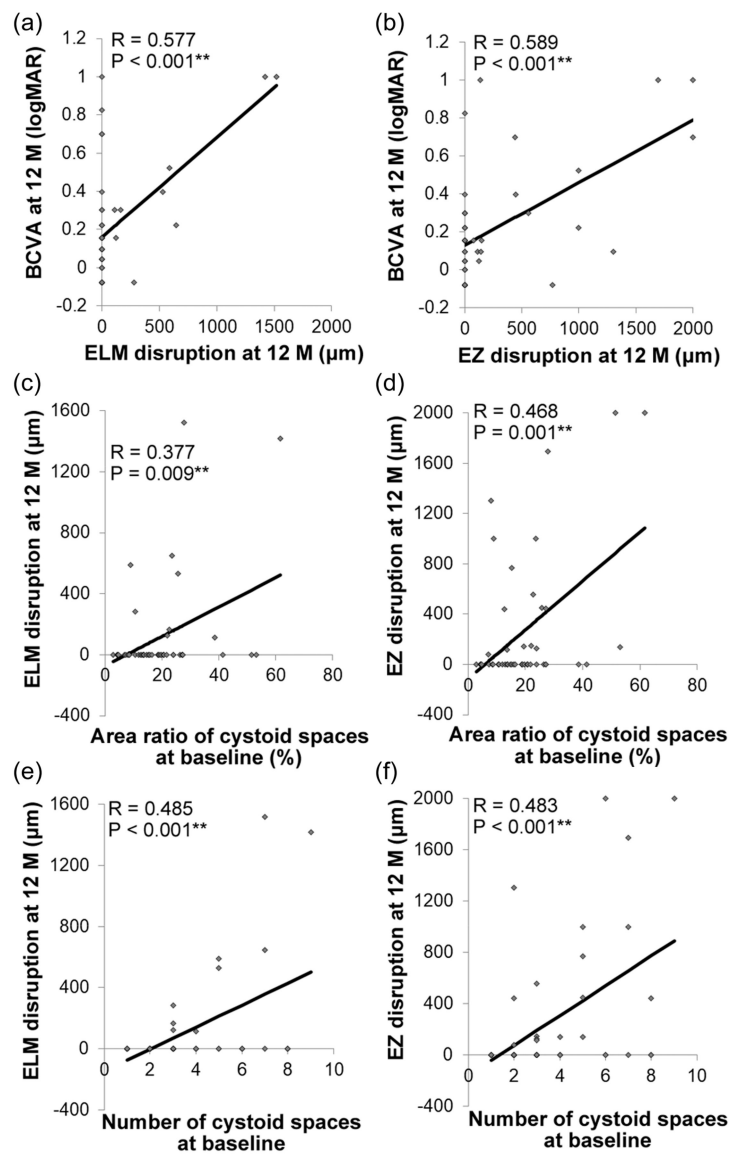 (a)
R = 0.577
P < 0.001**
BCVA at 12 M (logMAR)
1.2
1
0.8
0.6
0.4
0.2
0
-0.2
0 500 1000 1500 2000
ELM disruption at 12 M (μm)
(b)
R = 0.589
P < 0.001**
BCVA at 12 M (logMAR)
1.2
1
0.8
0.6
0.4
0.2
0
-0.2
0 500 1000 1500 2000
EZ disruption at 12 M (μm)
(c)
R = 0.377
P = 0.009**
ELM disruption at 12 M (μm)
1600
1200
800
400
0
-400
0 20 40 60 80
Area ratio of cystoid spaces
at baseline (%)
(d)
R = 0.468
P = 0.001**
EZ disruption at 12 M (μm)
2000
1600
1200
800
400
0
-400
0 20 40 60 80
Area ratio of cystoid spaces
at baseline (%)
(e)
R = 0.485
P < 0.001**
ELM disruption at 12 M (μm)
1600
1200
800
400
0
-400
0 2 4 6 8 10
Number of cystoid spaces
at baseline
(f)
R = 0.483
P < 0.001**
EZ disruption at 12 M (μm)
2000
1600
1200
800
400
0
-400
0 2 4 6 8 10
Number of cystoid spaces
at baseline